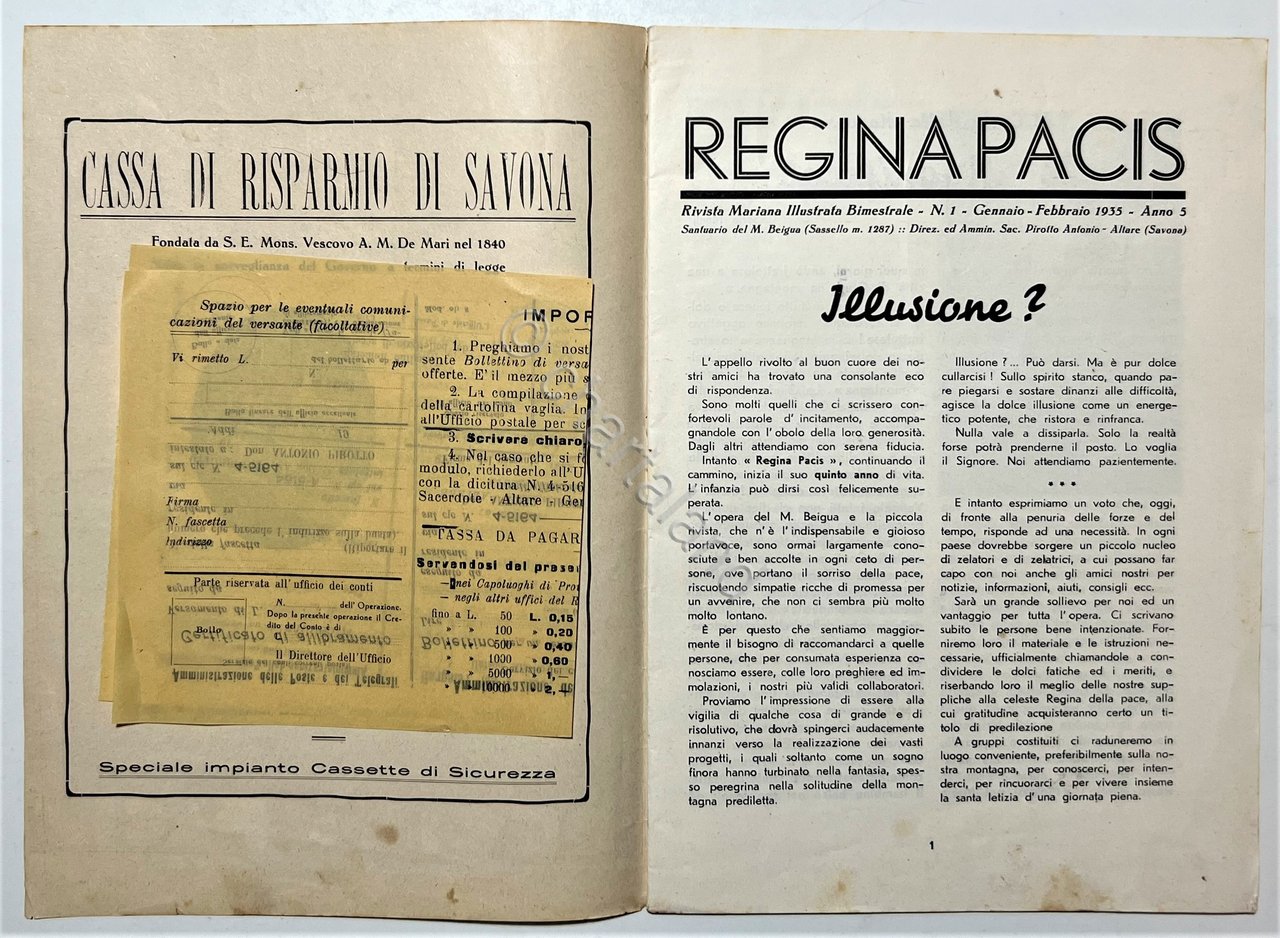 CASSA DI RISPARMIO DI SAVONA
Fondata da S. E. Mons. Vescovo A. M. De Mari nel 1840
sorveglianza del Governo a termini di legge
Spazio per le eventuali comuni-
cazioni del versante (facoltative)
Vi rimetto L. per
Firma
N. fascetta
Indirizzo
Parte riservata all' ufficio dei conti
N. dell' Operazione.
Dopo la presente operazione il Cre-
dito del Conto è di
Bollo
Il Direttore dell'Ufficio
IMPOR
1. Preghiamo i nost
sente Bollettino di versa
offerte. E' il mezzo più s
2. La compilazione
della cartolina vaglia. In
all'Ufficio postale per sc
3. Scrivere chiaro,
4. Nel caso che si fo
modulo, richiederlo all'U
con la dicitura N. 4-516
Sacerdote - Altare - Gen
TASSA DA PAGAR
Servendosi del prese
nei Capoluoghi di Pro
- negli altri uffici del R
fino a L. 50 L. 0,15
» » 100 » 0,20
» » 500 » 0,40
» » 1000 » 0,60
» » 5000 » 1,—
» » 10000 » 2,
Speciale impianto Cassette di Sicurezza
REGINA PACIS
Rivista Mariana Illustrata Bimestrale - N. 1 - Gennaio - Febbraio 1935 - Anno 5
Santuario del M. Beigua (Sassello m. 1287) :: Direz. ed Ammin. Sac. Pirotto Antonio - Altare (Savona)
Illusione?
L' appello rivolto al buon cuore dei no-
stri amici ha trovato una consolante eco
di rispondenza.
Sono molti quelli che ci scrissero con-
fortevoli parole d' incitamento, accompa-
gnandole con l' obolo della loro generosità.
Dagli altri attendiamo con serena fiducia.
Intanto « Regina Pacis », continuando il
cammino, inizia il suo quinto anno di vita.
L' infanzia può dirsi così felicemente su-
perata.
L' opera del M. Beigua e la piccola
rivista, che n' è l' indispensabile e gioioso
portavoce, sono ormai largamente cono-
sciute e ben accolte in ogni ceto di per-
sone, ove portano il sorriso della pace,
riscuotendo simpatie ricche di promessa per
un avvenire, che non ci sembra più molto
molto lontano.
È per questo che sentiamo maggior-
mente il bisogno di raccomandarci a quelle
persone, che per consumata esperienza co-
nosciamo essere, colle loro preghiere ed im-
molazioni, i nostri più validi collaboratori.
Proviamo l' impressione di essere alla
vigilia di qualche cosa di grande e di
risolutivo, che dovrà spingerci audacemente
innanzi verso la realizzazione dei vasti
progetti, i quali soltanto come un sogno
finora hanno turbinato nella fantasia, spes-
so peregrina nella solitudine della mon-
tagna prediletta.
Illusione ?... Può darsi. Ma è pur dolce
cullarcisi ! Sullo spirito stanco, quando pa-
re piegarsi e sostare dinanzi alle difficoltà,
agisce la dolce illusione come un energe-
tico potente, che ristora e rinfranca.
Nulla vale a dissiparla. Solo la realtà
forse potrà prenderne il posto. Lo voglia
il Signore. Noi attendiamo pazientemente.
* * *
E intanto esprimiamo un voto che, oggi,
di fronte alla penuria delle forze e del
tempo, risponde ad una necessità. In ogni
paese dovrebbe sorgere un piccolo nucleo
di zelatori e di zelatrici, a cui possano far
capo con noi anche gli amici nostri per
notizie, informazioni, aiuti, consigli ecc.
Sarà un grande sollievo per noi ed un
vantaggio per tutta l' opera. Ci scrivano
subito le persone bene intenzionate. For-
niremo loro il materiale e le istruzioni ne-
cessarie, ufficialmente chiamandole a con-
dividere le dolci fatiche ed i meriti, e
riserbando loro il meglio delle nostre sup-
pliche alla celeste Regina della pace, alla
cui gratitudine acquisteranno certo un ti-
tolo di predilezione
A gruppi costituiti ci raduneremo in
luogo conveniente, preferibilmente sulla no-
stra montagna, per conoscerci, per inten-
derci, per rincuorarci e per vivere insieme
la santa letizia d' una giornata piena.
1